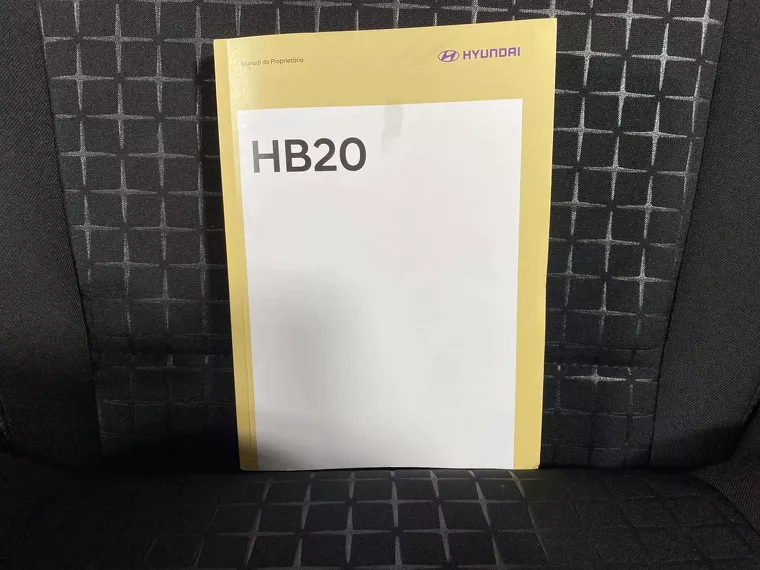 Manual do Proprietário
HYUNDAI
HB20